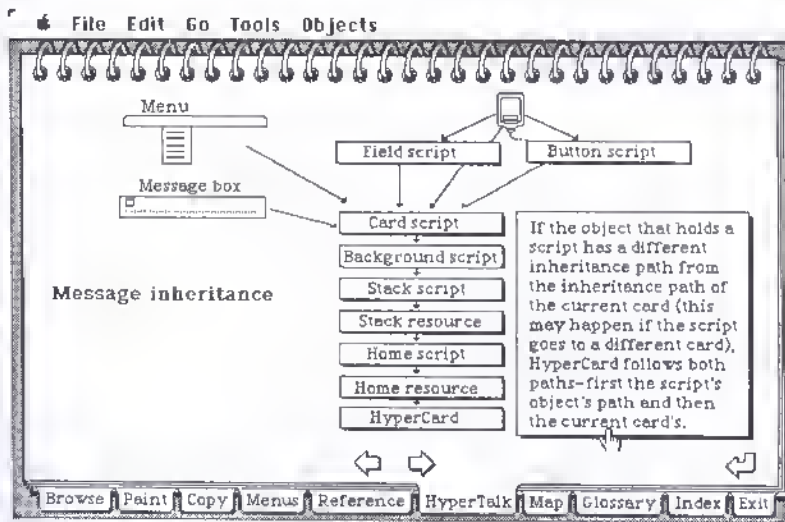 File Edit Go Tools Objects
Menu
Field script
Button script
Message box
Card script
Background script
Stack script
Stack resource
Home script
Home resource
HyperCard
Message inheritance
If the object that holds a
script has a different
inheritance path from
the inheritance path of
the current card (this
may happen if the script
goes to a different card),
HyperCard follows both
paths-first the script's
object's path and then
the current card's.
Browse Paint Copy Menus Reference HyperTalk Map Glossary Index Exit